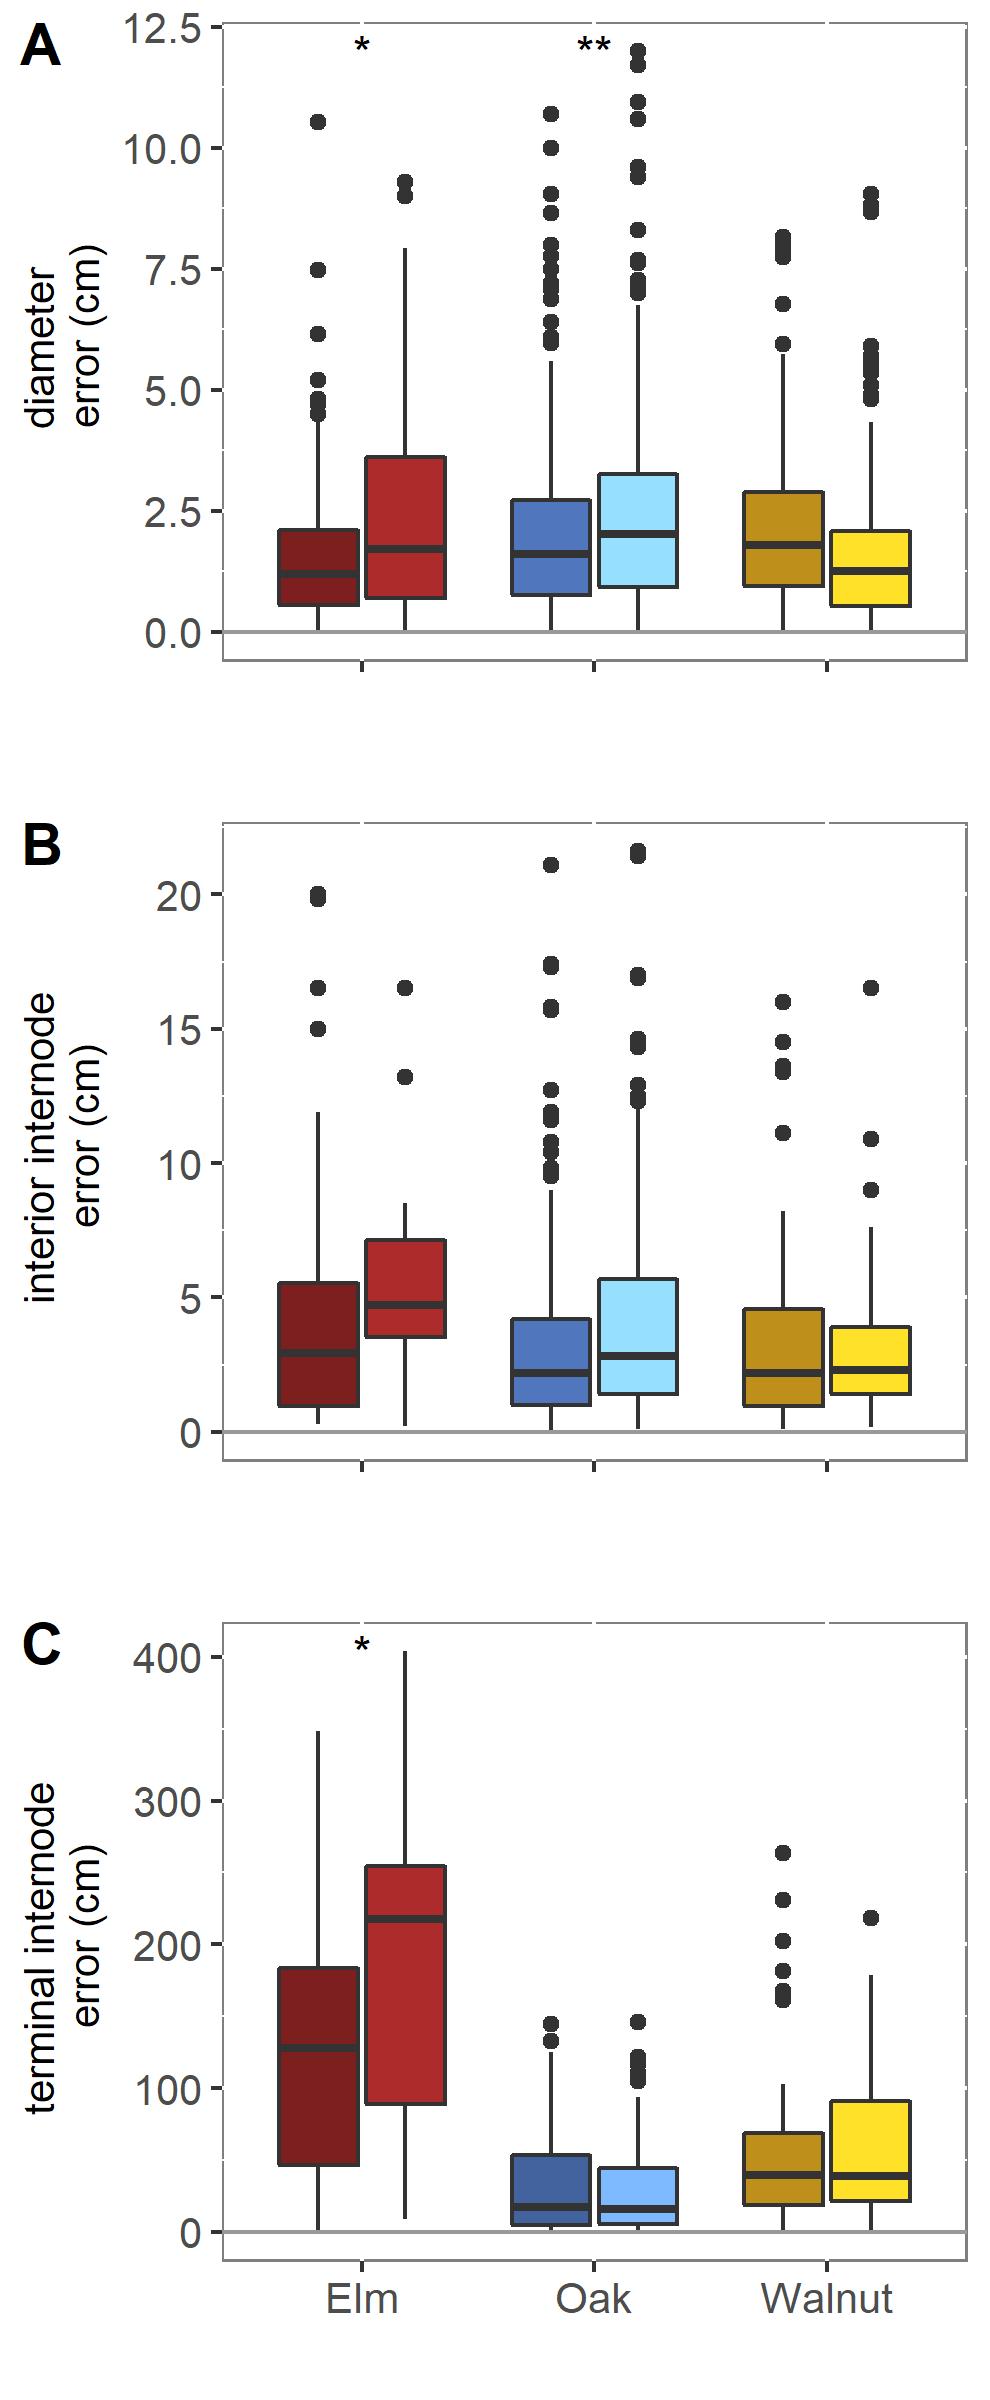 A
* **
12.5
10.0
7.5
5.0
2.5
0.0
diameter
error (cm)
B
20
15
10
5
0
interior internode
error (cm)
C
*
400
300
200
100
0
terminal internode
error (cm)
Elm Oak Walnut